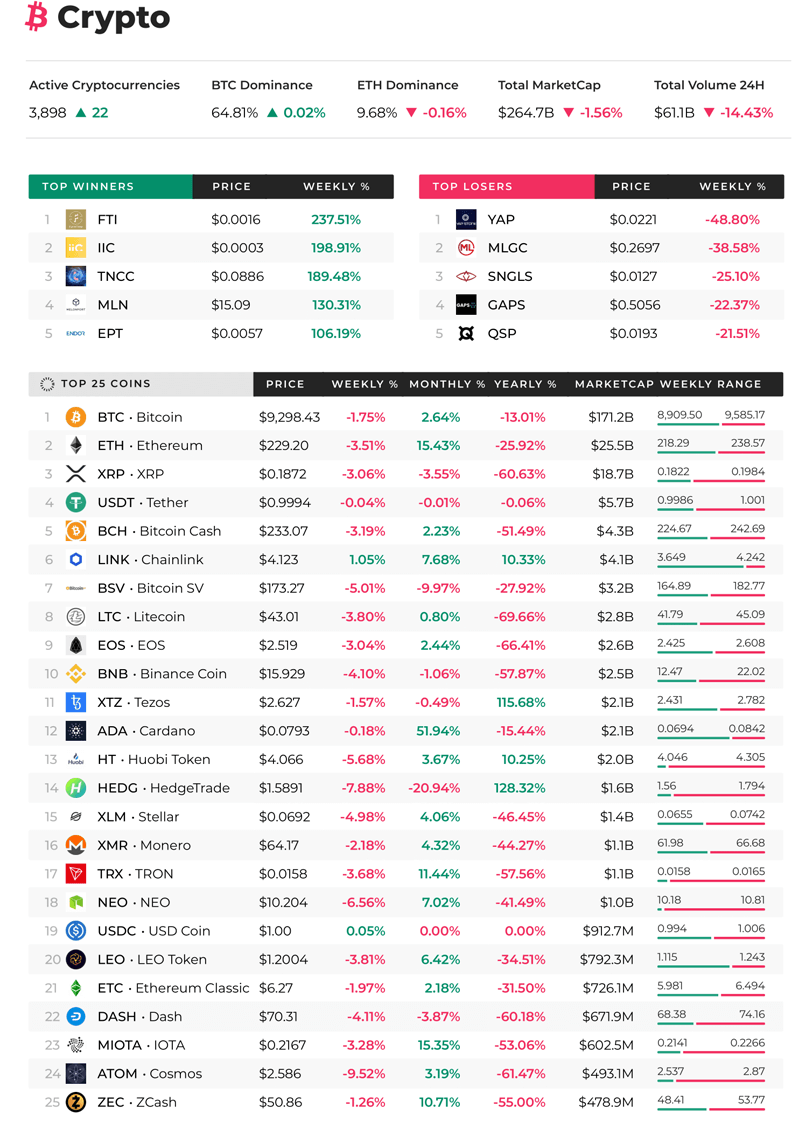 Crypto
Active Cryptocurrencies BTC Dominance ETH Dominance Total MarketCap Total Volume 24H
3,898 ▲ 22 64.81% ▲ 0.02% 9.68% ▼ -0.16% $264.7B ▼ -1.56% $61.1B ▼ -14.43%
TOP WINNERS PRICE WEEKLY %
1 FTI $0.0016 237.51%
2 IIC $0.0003 198.91%
3 TNCC $0.0886 189.48%
4 MLN $15.09 130.31%
5 ENDOR EPT $0.0057 106.19%
TOP LOSERS PRICE WEEKLY %
1 YAP $0.0221 -48.80%
2 ML MLGC $0.2697 -38.58%
3 SNGLS $0.0127 -25.10%
4 GAPS GAPS $0.5056 -22.37%
5 QSP $0.0193 -21.51%
TOP 25 COINS PRICE WEEKLY % MONTHLY % YEARLY % MARKETCAP WEEKLY RANGE
1 BTC · Bitcoin $9,298.43 -1.75% 2.64% -13.01% $171.2B 8,909.50 9,585.17
2 ETH · Ethereum $229.20 -3.51% 15.43% -25.92% $25.5B 218.29 238.57
3 XRP · XRP $0.1872 -3.06% -3.55% -60.63% $18.7B 0.1822 0.1984
4 USDT · Tether $0.9994 -0.04% -0.01% -0.06% $5.7B 0.9986 1.001
5 BCH · Bitcoin Cash $233.07 -3.19% 2.23% -51.49% $4.3B 224.67 242.69
6 LINK · Chainlink $4.123 1.05% 7.68% 10.33% $4.1B 3.649 4.242
7 BSV · Bitcoin SV $173.27 -5.01% -9.97% -27.92% $3.2B 164.89 182.77
8 LTC · Litecoin $43.01 -3.80% 0.80% -69.66% $2.8B 41.79 45.09
9 EOS · EOS $2.519 -3.04% 2.44% -66.41% $2.6B 2.425 2.608
10 BNB · Binance Coin $15.929 -4.10% -1.06% -57.87% $2.5B 12.47 22.02
11 XTZ · Tezos $2.627 -1.57% -0.49% 115.68% $2.1B 2.431 2.782
12 ADA · Cardano $0.0793 -0.18% 51.94% -15.44% $2.1B 0.0694 0.0842
13 Huobi HT · Huobi Token $4.066 -5.68% 3.67% 10.25% $2.0B 4.046 4.305
14 HEDG · HedgeTrade $1.5891 -7.88% -20.94% 128.32% $1.6B 1.56 1.794
15 XLM · Stellar $0.0692 -4.98% 4.06% -46.45% $1.4B 0.0655 0.0742
16 XMR · Monero $64.17 -2.18% 4.32% -44.27% $1.1B 61.98 66.68
17 TRX · TRON $0.0158 -3.68% 11.44% -57.56% $1.1B 0.0158 0.0165
18 NEO · NEO $10.204 -6.56% 7.02% -41.49% $1.0B 10.18 10.81
19 USDC · USD Coin $1.00 0.05% 0.00% 0.00% $912.7M 0.994 1.006
20 LEO · LEO Token $1.2004 -3.81% 6.42% -34.51% $792.3M 1.115 1.243
21 ETC · Ethereum Classic $6.27 -1.97% 2.18% -31.50% $726.1M 5.981 6.494
22 DASH · Dash $70.31 -4.11% -3.87% -60.18% $671.9M 68.38 74.16
23 MIOTA · IOTA $0.2167 -3.28% 15.35% -53.06% $602.5M 0.2141 0.2266
24 ATOM · Cosmos $2.586 -9.52% 3.19% -61.47% $493.1M 2.537 2.87
25 ZEC · ZCash $50.86 -1.26% 10.71% -55.00% $478.9M 48.41 53.77